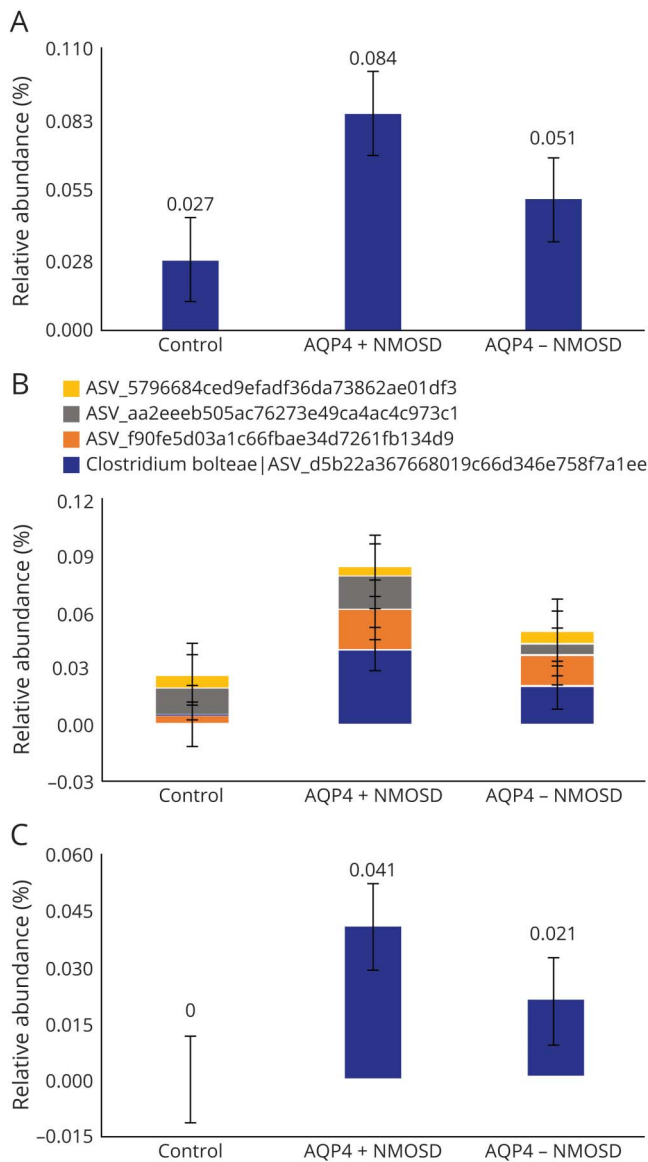 A
Relative abundance (%)
0.110
0.083
0.055
0.028
0.000
0.027
0.084
0.051
Control
AQP4 + NMOSD
AQP4 – NMOSD
B
ASV_5796684ced9efadf36da73862ae01df3
ASV_aa2eeeb505ac76273e49ca4ac4c973c1
ASV_f90fe5d03a1c66fbae34d7261fb134d9
Clostridium bolteae|ASV_d5b22a367668019c66d346e758f7a1ee
Relative abundance (%)
0.12
0.09
0.06
0.03
0.00
–0.03
Control
AQP4 + NMOSD
AQP4 – NMOSD
C
Relative abundance (%)
0.060
0.045
0.030
0.015
0.000
–0.015
0
0.041
0.021
Control
AQP4 + NMOSD
AQP4 – NMOSD